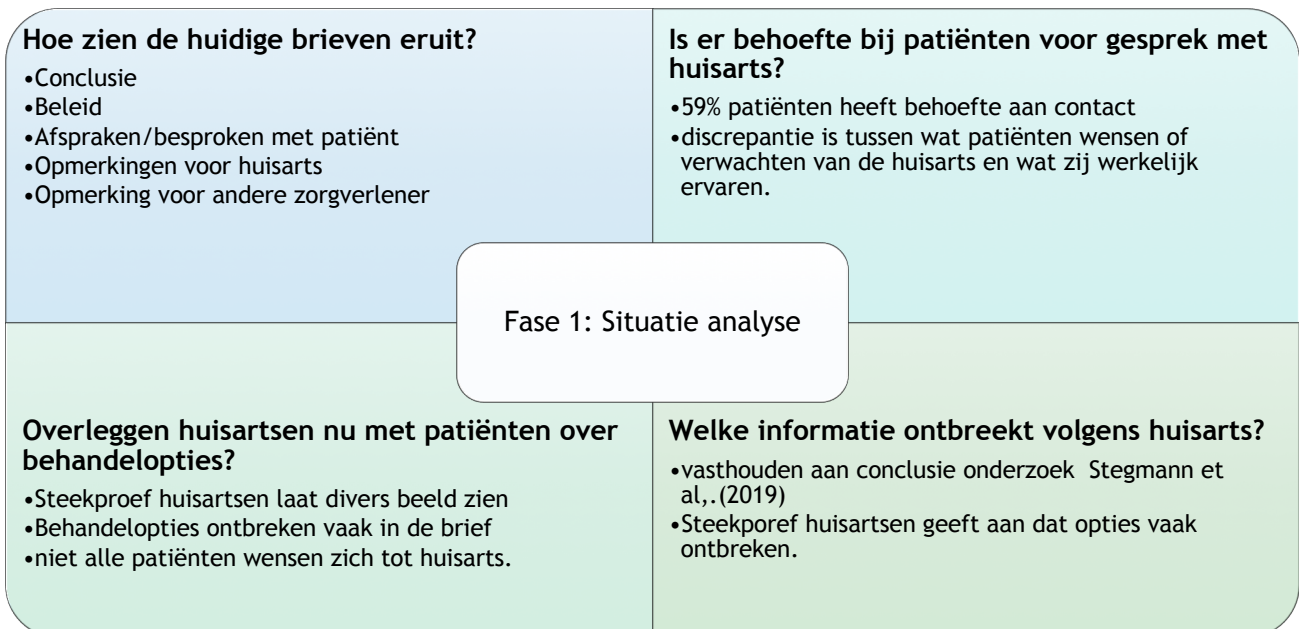 Hoe zien de huidige brieven eruit?
•Conclusie
•Beleid
•Afspraken/besproken met patiënt
•Opmerkingen voor huisarts
•Opmerking voor andere zorgverlener
Is er behoefte bij patiënten voor gesprek met
huisarts?
•59% patiënten heeft behoefte aan contact
•discrepantie is tussen wat patiënten wensen of
verwachten van de huisarts en wat zij werkelijk
ervaren.
Fase 1: Situatie analyse
Overleggen huisartsen nu met patiënten over
behandelopties?
•Steekproef huisartsen laat divers beeld zien
•Behandelopties ontbreken vaak in de brief
•niet alle patiënten wensen zich tot huisarts.
Welke informatie ontbreekt volgens huisarts?
•vasthouden aan conclusie onderzoek Stegmann et
al,.(2019)
•Steekporef huisartsen geeft aan dat opties vaak
ontbreken.